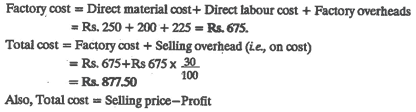 Factory cost = Direct material cost+ Direct labour cost + Factory overheads
= Rs. 250 + 200 + 225 = Rs. 675.
Total cost = Factory cost + Selling overhead (i.e., on cost)
= Rs. 675+Rs 675 x 30/100
= Rs. 877.50
Also, Total cost = Selling price–Profit